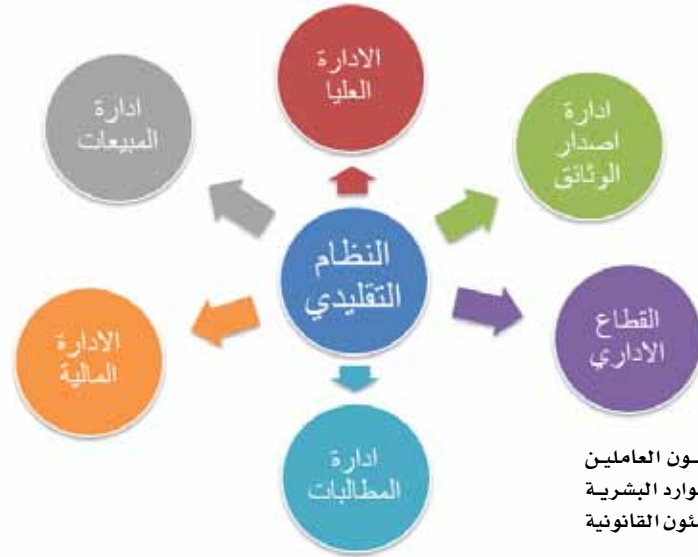 الادارة
العليا
ادارة
اصدار
الوثائق
القطاع
الاداري
ادارة
المطالبات
الادارة
المالية
ادارة
المبيعات
النظام
التقليدي
العاملين
البشرية
القانونية